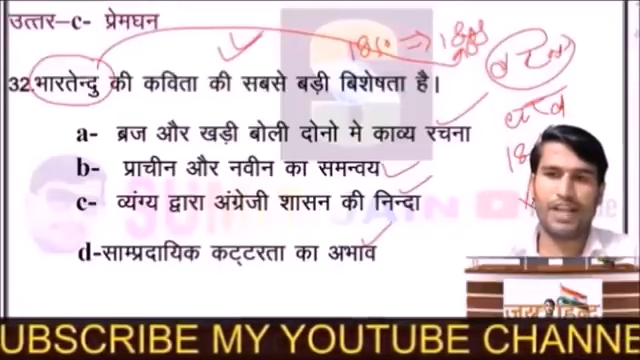 उत्तर–c- प्रेमघन
32.भारतेन्दु की कविता की सबसे बड़ी बिशेषता है।
a- ब्रज और खड़ी बोली दोनो मे काव्य रचना
b- प्राचीन और नवीन का समन्वय
c- व्यंग्य द्वारा अंग्रेजी शासन की निन्दा
d-साम्प्रदायिक कट्टरता का अभाव
जय हिन्द
UBSCRIBE MY YOUTUBE CHANNE